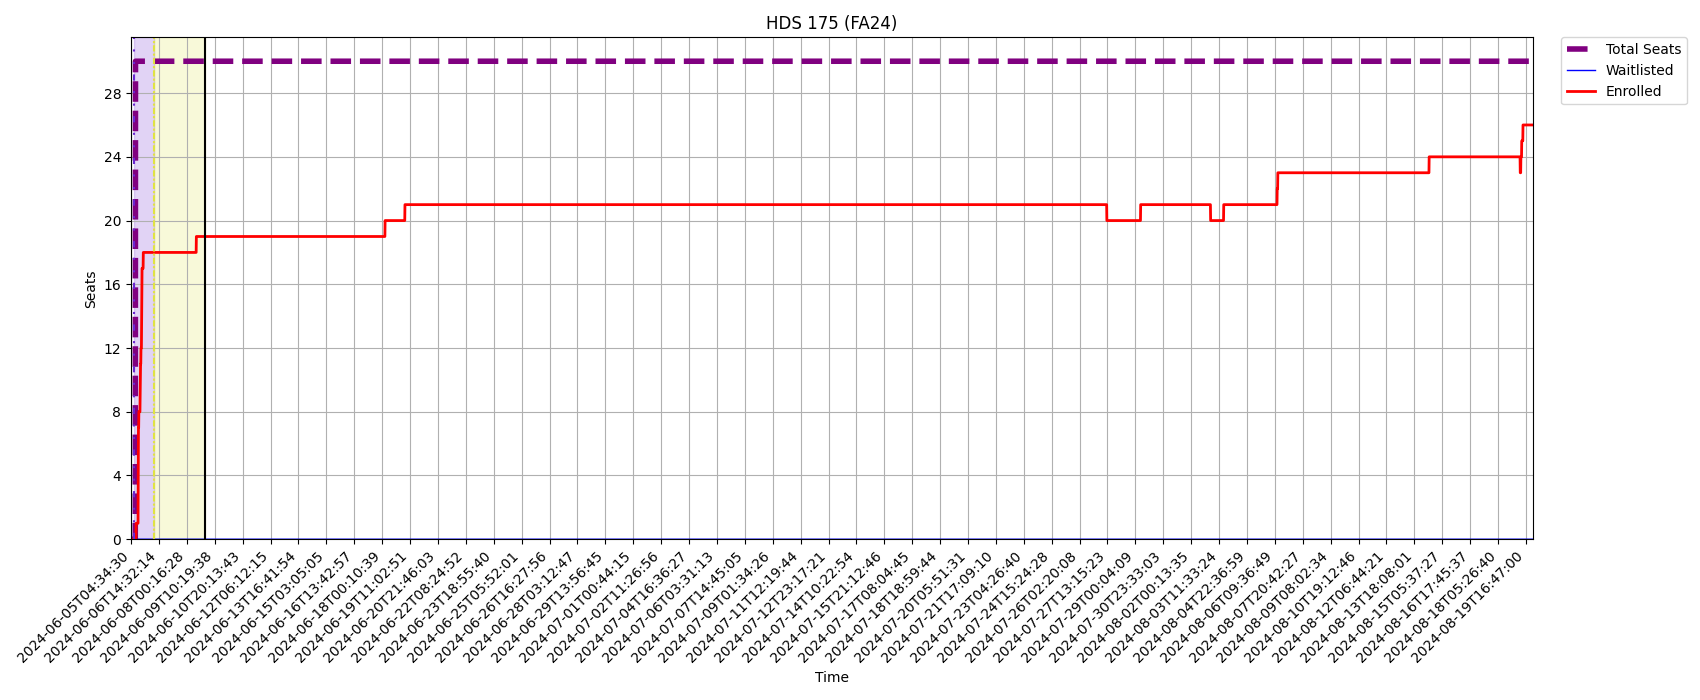 HDS 175 (FA24)
Total Seats
Waitlisted
Enrolled
Seats
28
24
20
16
12
8
4
0
2024-06-05T04:34:30
2024-06-06T14:32:14
2024-06-08T00:16:28
2024-06-09T10:19:38
2024-06-10T20:13:43
2024-06-12T06:12:15
2024-06-13T16:41:54
2024-06-15T03:05:05
2024-06-16T13:42:57
2024-06-18T00:10:39
2024-06-19T11:02:51
2024-06-20T21:46:03
2024-06-22T08:24:52
2024-06-23T18:55:40
2024-06-25T05:52:01
2024-06-26T16:27:56
2024-06-28T03:12:47
2024-06-29T13:56:45
2024-07-01T00:44:15
2024-07-02T11:26:56
2024-07-04T16:36:27
2024-07-06T03:31:13
2024-07-07T14:45:05
2024-07-09T01:34:26
2024-07-11T12:19:44
2024-07-12T23:17:21
2024-07-14T10:22:54
2024-07-15T21:12:46
2024-07-17T08:04:45
2024-07-18T18:59:44
2024-07-20T05:51:31
2024-07-21T17:09:10
2024-07-23T04:26:40
2024-07-24T15:24:28
2024-07-26T02:20:08
2024-07-27T13:15:23
2024-07-29T00:04:09
2024-07-30T23:33:03
2024-08-02T00:13:35
2024-08-03T11:33:24
2024-08-04T22:36:59
2024-08-06T09:36:49
2024-08-07T20:42:27
2024-08-09T08:02:34
2024-08-10T19:12:46
2024-08-12T06:44:21
2024-08-13T18:08:01
2024-08-15T05:37:27
2024-08-16T17:45:37
2024-08-18T05:26:40
2024-08-19T16:47:00
Time